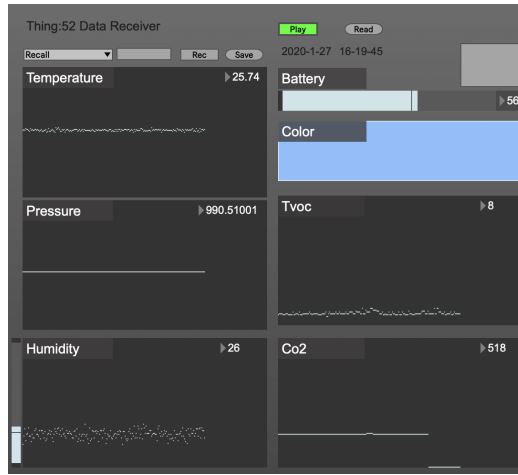 Thing:52 Data Receiver
Play
Read
Recall
Rec
Save
2020-1-27 16-19-45
Temperature
25.74
Battery
56
Color
Pressure
990.51001
Tvoc
8
Humidity
26
Co2
518